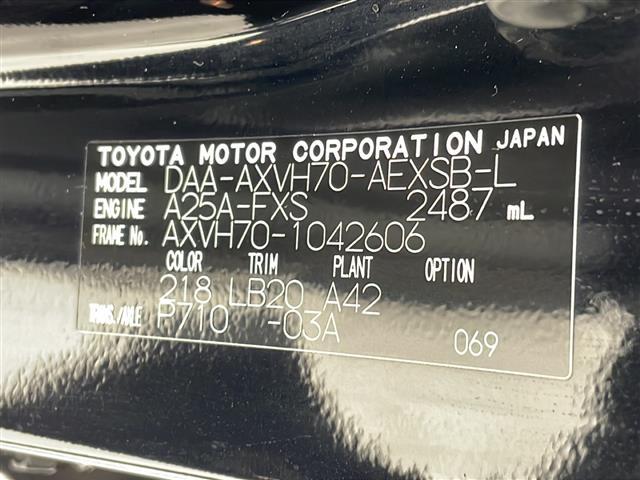 TOYOTA MOTOR CORPORATION JAPAN
MODEL DAA-AXVH70-AEXSB-L
ENGINE A25A-FXS 2487 mL
FRAME No. AXVH70-1042606
COLOR TRIM PLANT OPTION
218 LB20 A42
TRANS./AXLE P710 -03A
069